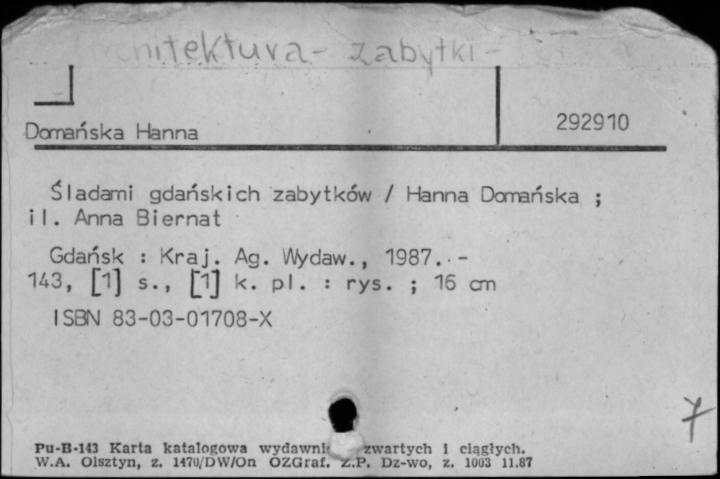 Architektura - zabytki -
Domańska Hanna
292910
Śladami gdańskich zabytków / Hanna Domańska ;
il. Anna Biernat
Gdańsk : Kraj. Ag. Wydaw., 1987. -
143, [1] s., [1] k. pl. : rys. ; 16 cm
ISBN 83-03-01708-X
7
Pu-B-143 Karta katalogowa zwartych i ciągłych.
W.A. Olsztyn, z. 1470/DW/On OZGraf. Z.P. Dz-wo, z. 1003 11.87